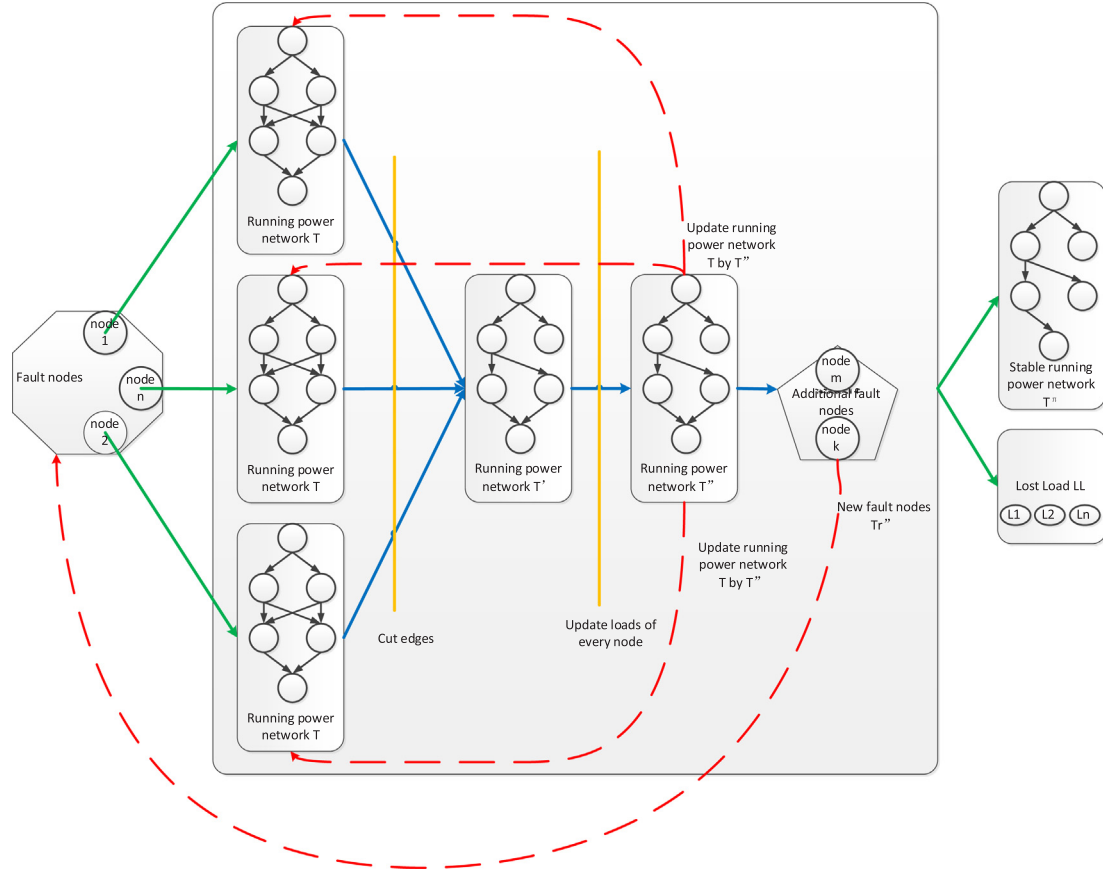 Running power
network T
Update running
power network
T by T”
node
1
Fault nodes
node
n
node
2
Running power
network T
Running power
network T’
Running power
network T”
node
m
Additional fault
nodes
node
k
New fault nodes
Tr”
Update running
power network
T by T”
Cut edges
Update loads of
every node
Running power
network T
Stable running
power network
Tⁿ
Lost Load LL
L1 L2 Ln